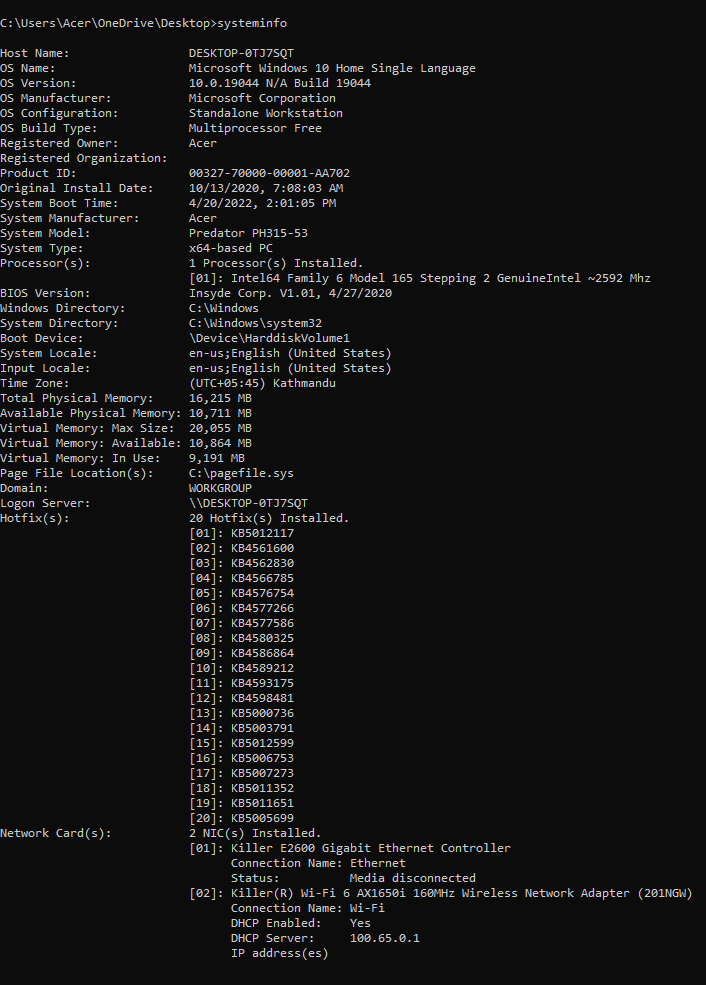 C:\Users\Acer\OneDrive\Desktop>systeminfo
Host Name: DESKTOP-0TJ7SQT
OS Name: Microsoft Windows 10 Home Single Language
OS Version: 10.0.19044 N/A Build 19044
OS Manufacturer: Microsoft Corporation
OS Configuration: Standalone Workstation
OS Build Type: Multiprocessor Free
Registered Owner: Acer
Registered Organization:
Product ID: 00327-70000-00001-AA702
Original Install Date: 10/13/2020, 7:08:03 AM
System Boot Time: 4/20/2022, 2:01:05 PM
System Manufacturer: Acer
System Model: Predator PH315-53
System Type: x64-based PC
Processor(s): 1 Processor(s) Installed.
[01]: Intel64 Family 6 Model 165 Stepping 2 GenuineIntel ~2592 Mhz
BIOS Version: Insyde Corp. V1.01, 4/27/2020
Windows Directory: C:\Windows
System Directory: C:\Windows\system32
Boot Device: \Device\HarddiskVolume1
System Locale: en-us;English (United States)
Input Locale: en-us;English (United States)
Time Zone: (UTC+05:45) Kathmandu
Total Physical Memory: 16,215 MB
Available Physical Memory: 10,711 MB
Virtual Memory: Max Size: 20,055 MB
Virtual Memory: Available: 10,864 MB
Virtual Memory: In Use: 9,191 MB
Page File Location(s): C:\pagefile.sys
Domain: WORKGROUP
Logon Server: \\DESKTOP-0TJ7SQT
Hotfix(s): 20 Hotfix(s) Installed.
[01]: KB5012117
[02]: KB4561600
[03]: KB4562830
[04]: KB4566785
[05]: KB4576754
[06]: KB4577266
[07]: KB4577586
[08]: KB4580325
[09]: KB4586864
[10]: KB4589212
[11]: KB4593175
[12]: KB4598481
[13]: KB5000736
[14]: KB5003791
[15]: KB5012599
[16]: KB5006753
[17]: KB5007273
[18]: KB5011352
[19]: KB5011651
[20]: KB5005699
Network Card(s): 2 NIC(s) Installed.
[01]: Killer E2600 Gigabit Ethernet Controller
Connection Name: Ethernet
Status: Media disconnected
[02]: Killer(R) Wi-Fi 6 AX1650i 160MHz Wireless Network Adapter (201NGW)
Connection Name: Wi-Fi
DHCP Enabled: Yes
DHCP Server: 100.65.0.1
IP address(es)